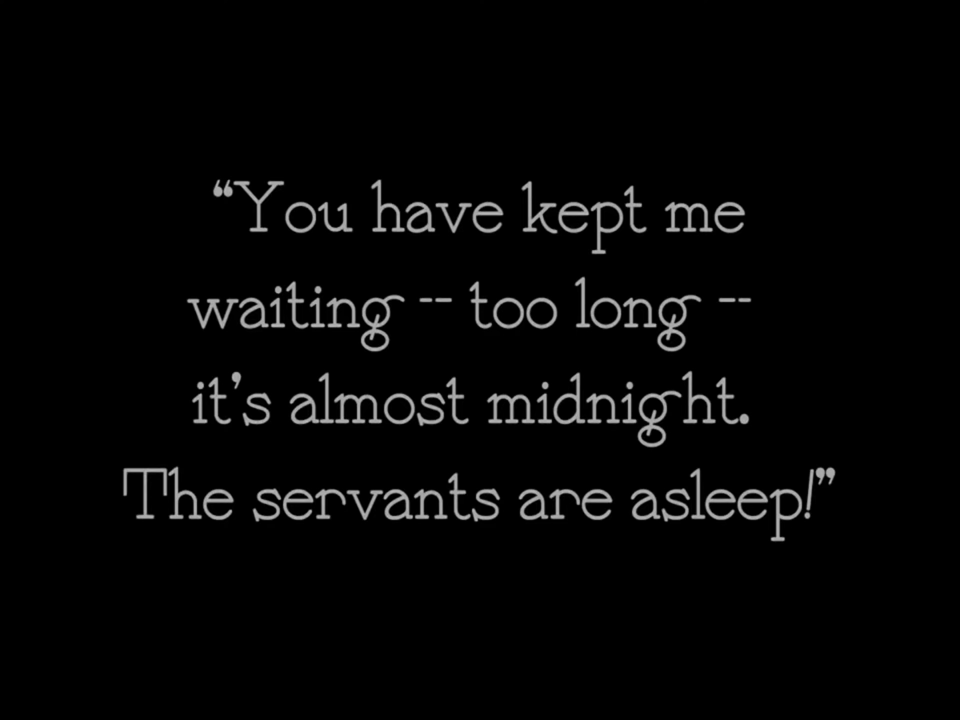 “You have kept me
waiting -- too long --
it’s almost midnight.
The servants are asleep!”